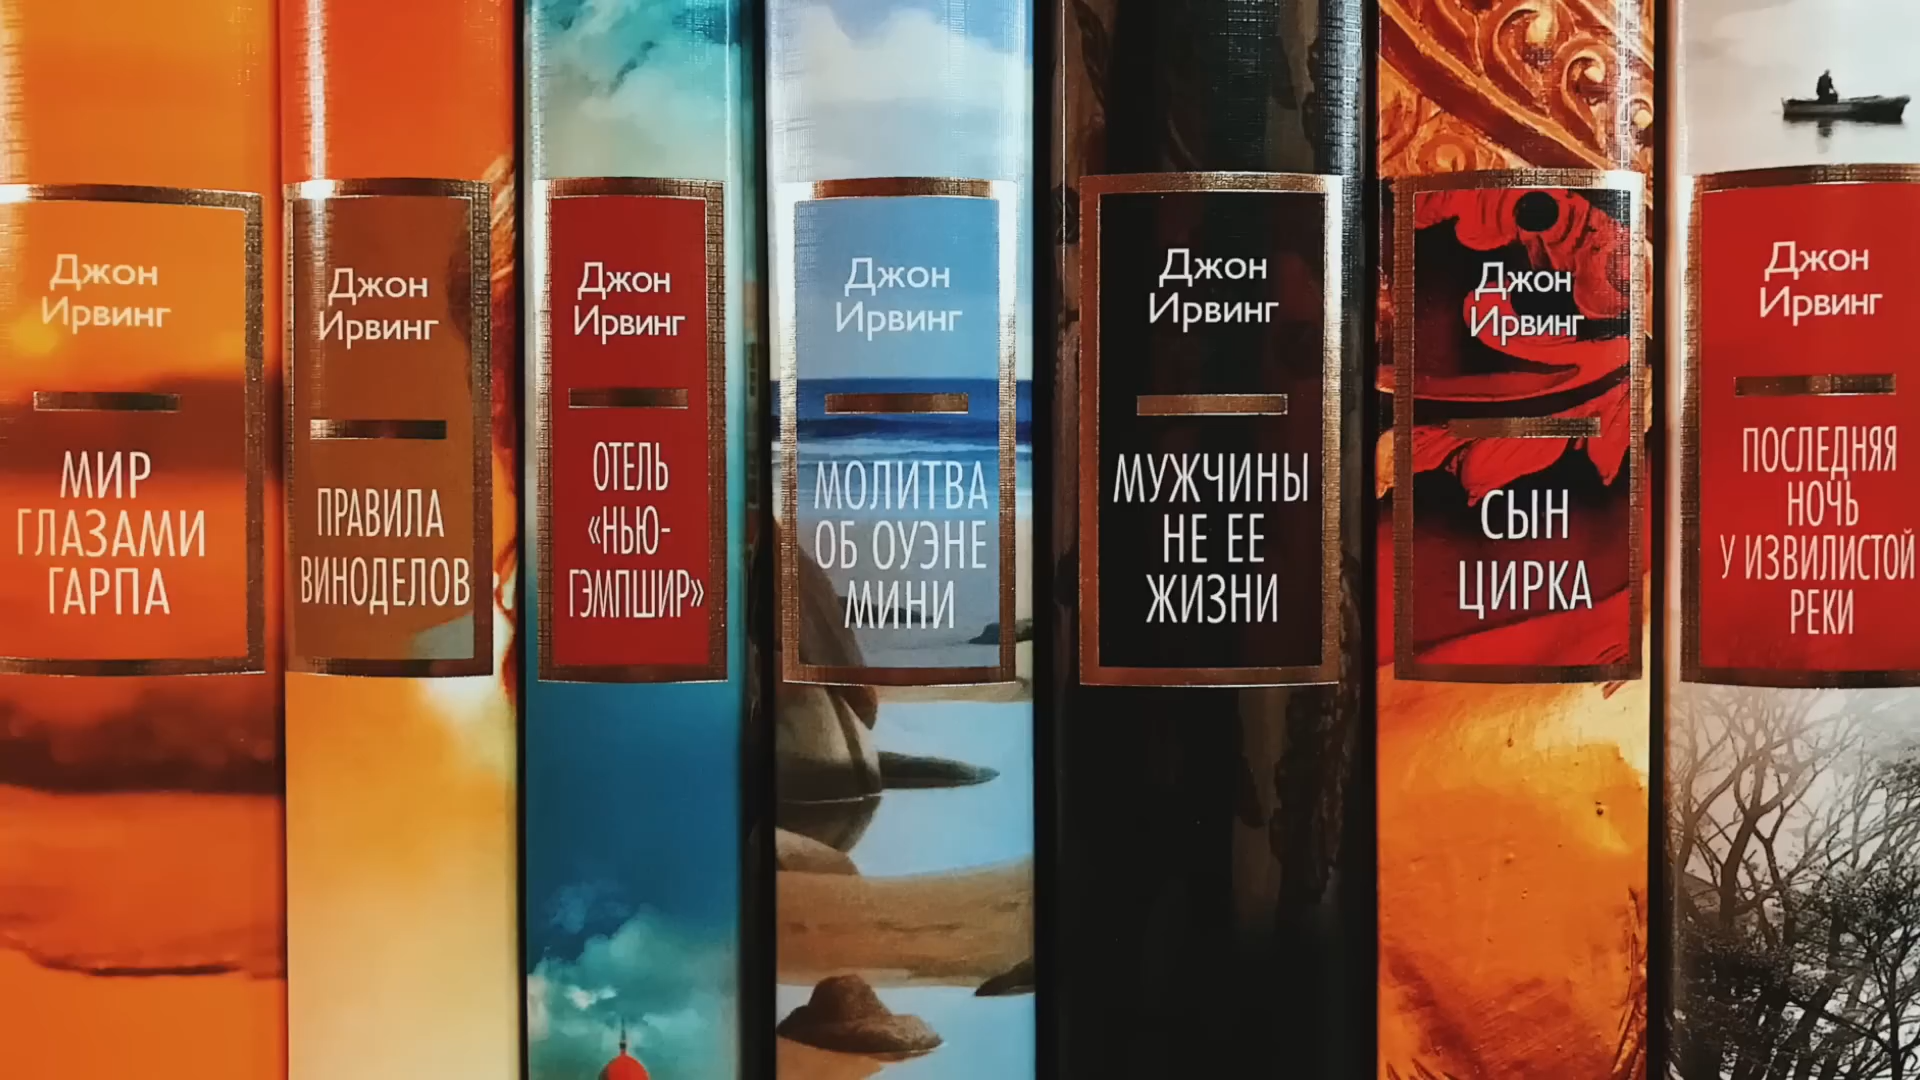 Джон
Ирвинг
МИР
ГЛАЗАМИ
ГАРПА
Джон
Ирвинг
ПРАВИЛА
ВИНОДЕЛОВ
Джон
Ирвинг
ОТЕЛЬ
«НЬЮ-
ГЭМПШИР»
Джон
Ирвинг
МОЛИТВА
ОБ ОУЭНЕ
МИНИ
Джон
Ирвинг
МУЖЧИНЫ
НЕ ЕЕ
ЖИЗНИ
Джон
Ирвинг
СЫН
ЦИРКА
Джон
Ирвинг
ПОСЛЕДНЯЯ
НОЧЬ
У ИЗВИЛИСТОЙ
РЕКИ